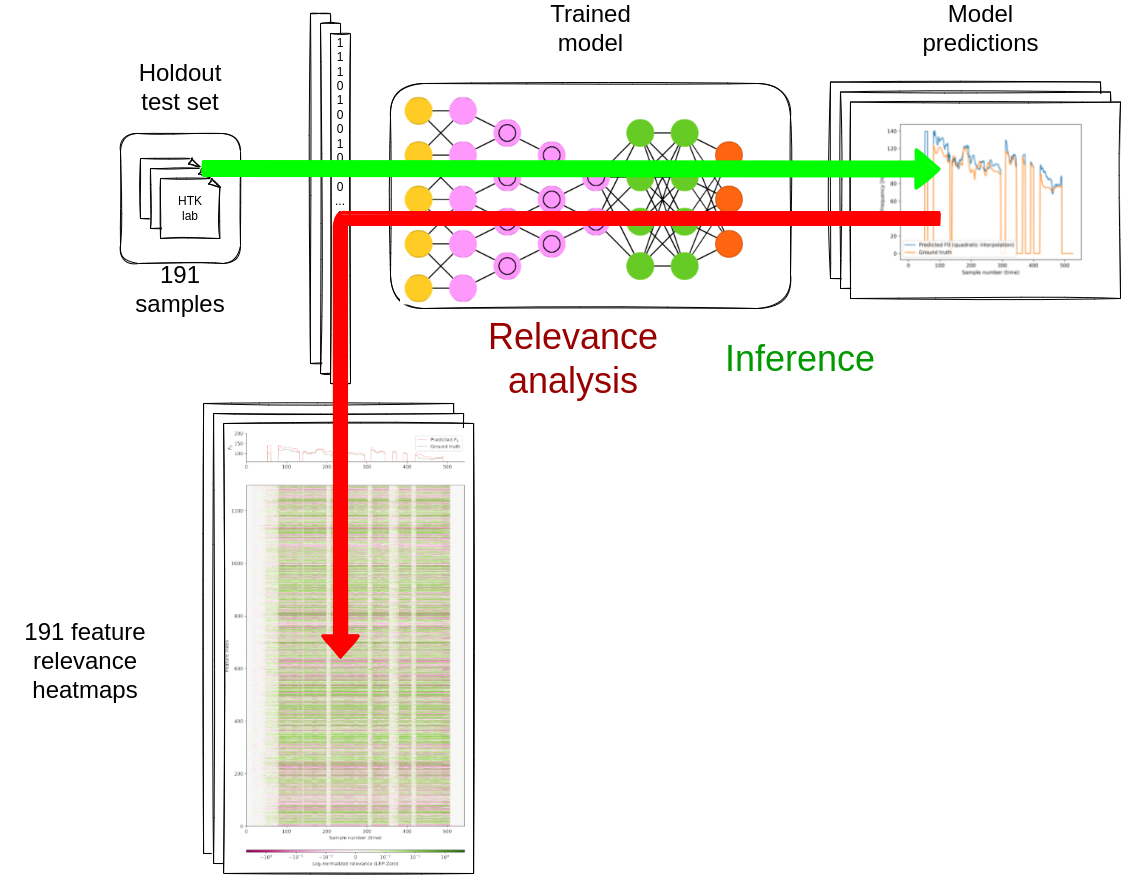 Trained
model
Model
predictions
Holdout
test set
HTK
lab
191
samples
1
1
1
0
1
0
0
1
0
0
...
140
120
80
60
20
0
Predicted F0 (quadratic interpolation)
Ground truth
0
100
200
300
400
500
Sample number (time)
Relevance
analysis
Inference
200
150
100
Ground truth
0
100
200
300
400
500
191 feature
relevance
heatmaps
1200
1000
800
600
400
200
0
0
100
200
300
400
500
Sample number (time)
Log-normalized relevance (LRP-Zero)